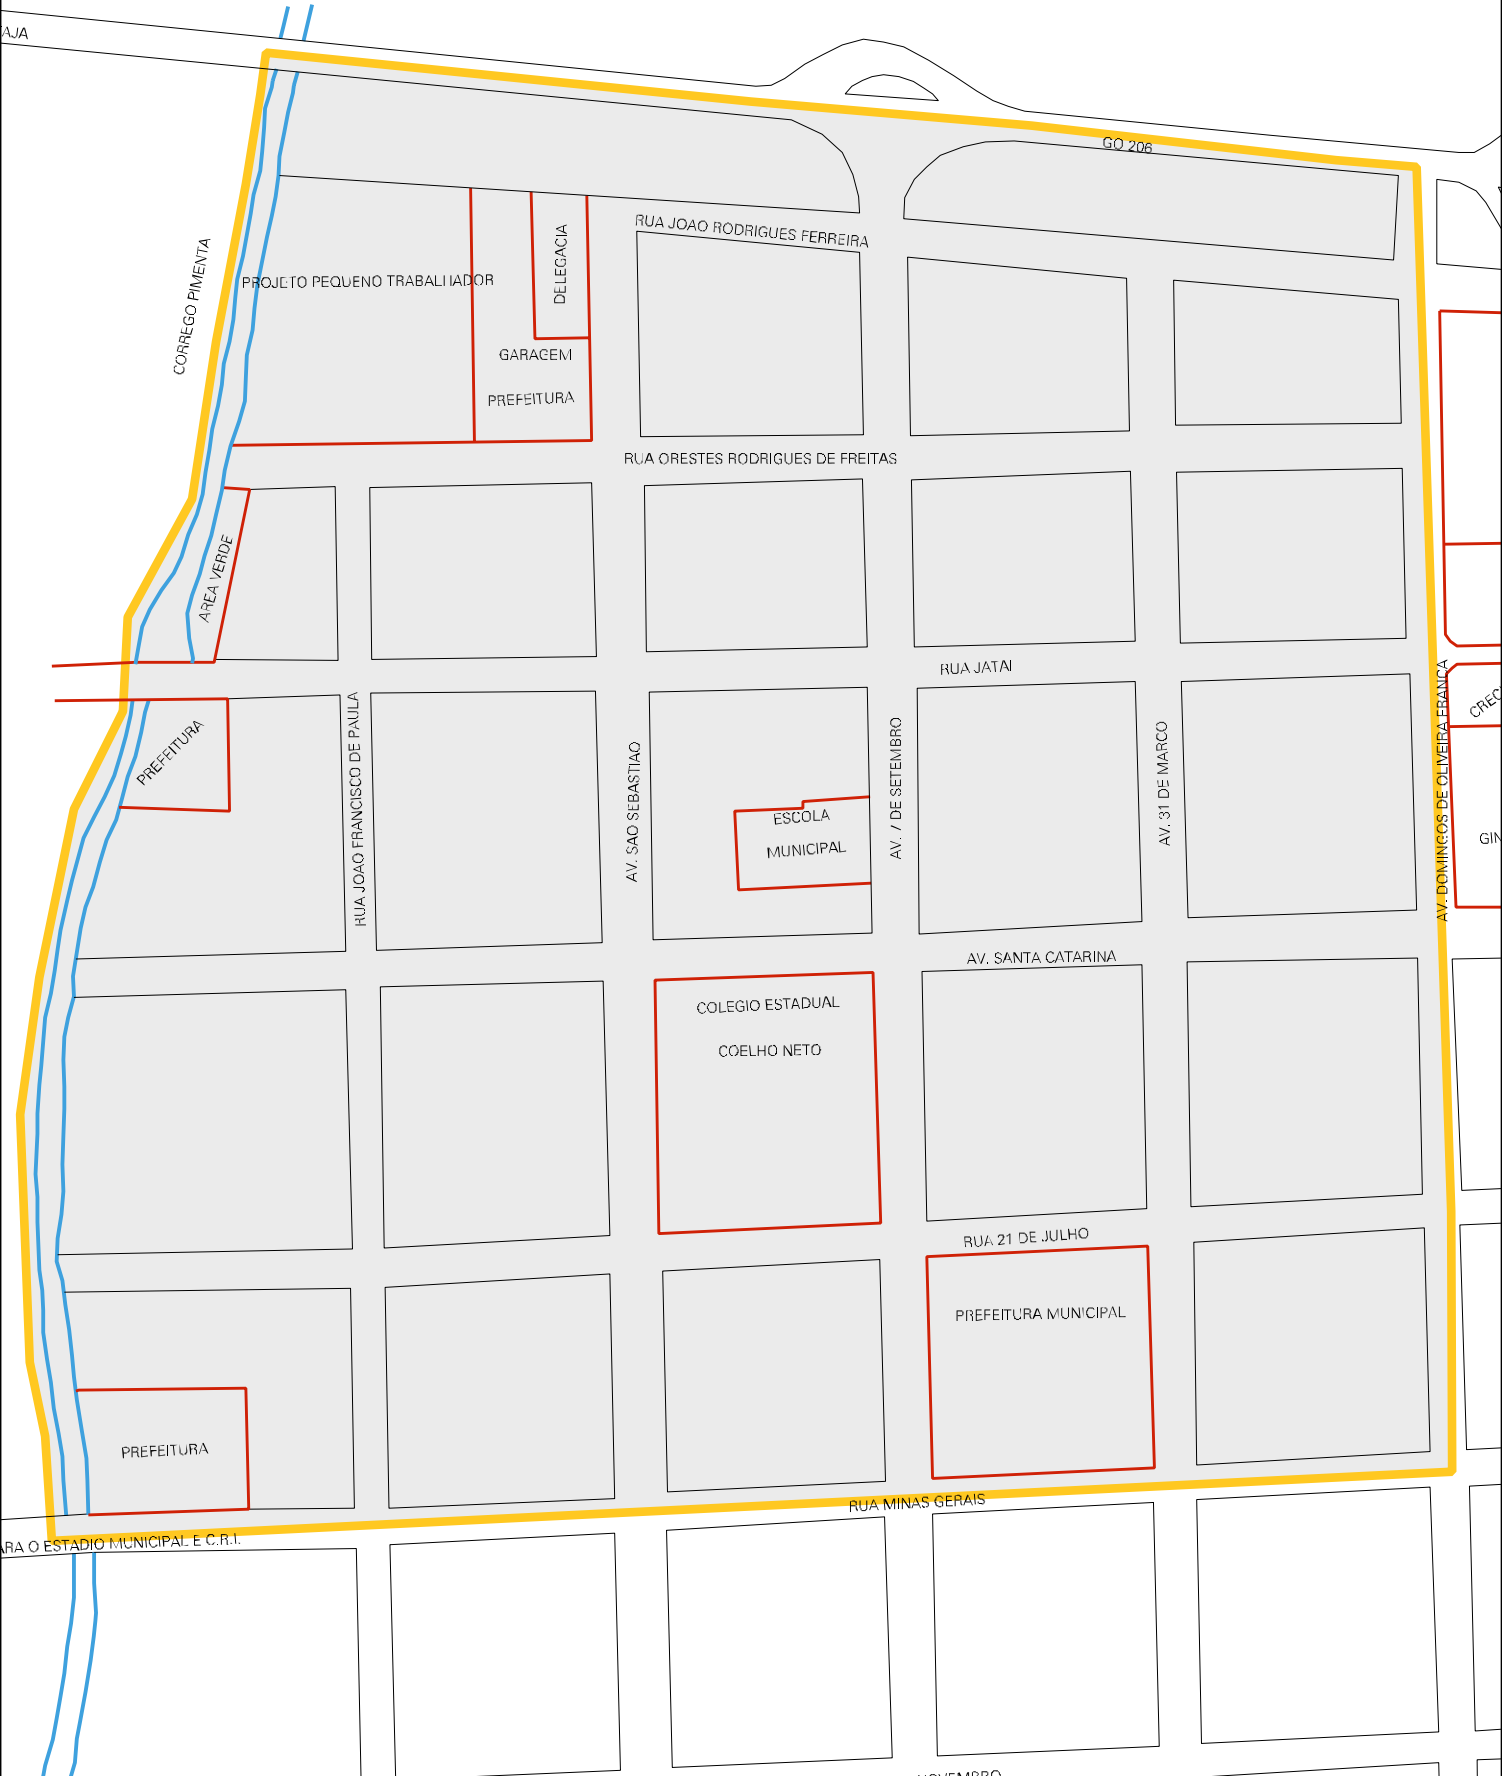 GO 206
RUA JOAO RODRIGUES FERREIRA
CORREGO PIMENTA
PROJETO PEQUENO TRABALHADOR
DELEGACIA
GARAGEM
PREFEITURA
RUA ORESTES RODRIGUES DE FREITAS
AREA VERDE
RUA JATAI
PREFEITURA
RUA JOAO FRANCISCO DE PAULA
AV. SAO SEBASTIAO
ESCOLA
MUNICIPAL
AV. 7 DE SETEMBRO
AV. 31 DE MARCO
AV. DOMINGOS DE OLIVEIRA FRANCA
CREC
GIN
AV. SANTA CATARINA
COLEGIO ESTADUAL
COELHO NETO
RUA 21 DE JULHO
PREFEITURA MUNICIPAL
PREFEITURA
RUA MINAS GERAIS
ARA O ESTADIO MUNICIPAL E C.R.I.